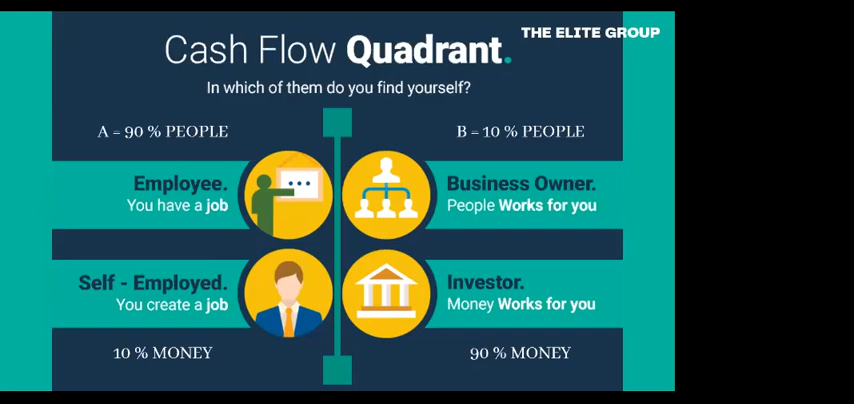 THE ELITE GROUP
Cash Flow Quadrant.
In which of them do you find yourself?
A = 90 % PEOPLE
B = 10 % PEOPLE
Employee.
You have a job
Business Owner.
People Works for you
Self - Employed.
You create a job
Investor.
Money Works for you
10 % MONEY
90 % MONEY